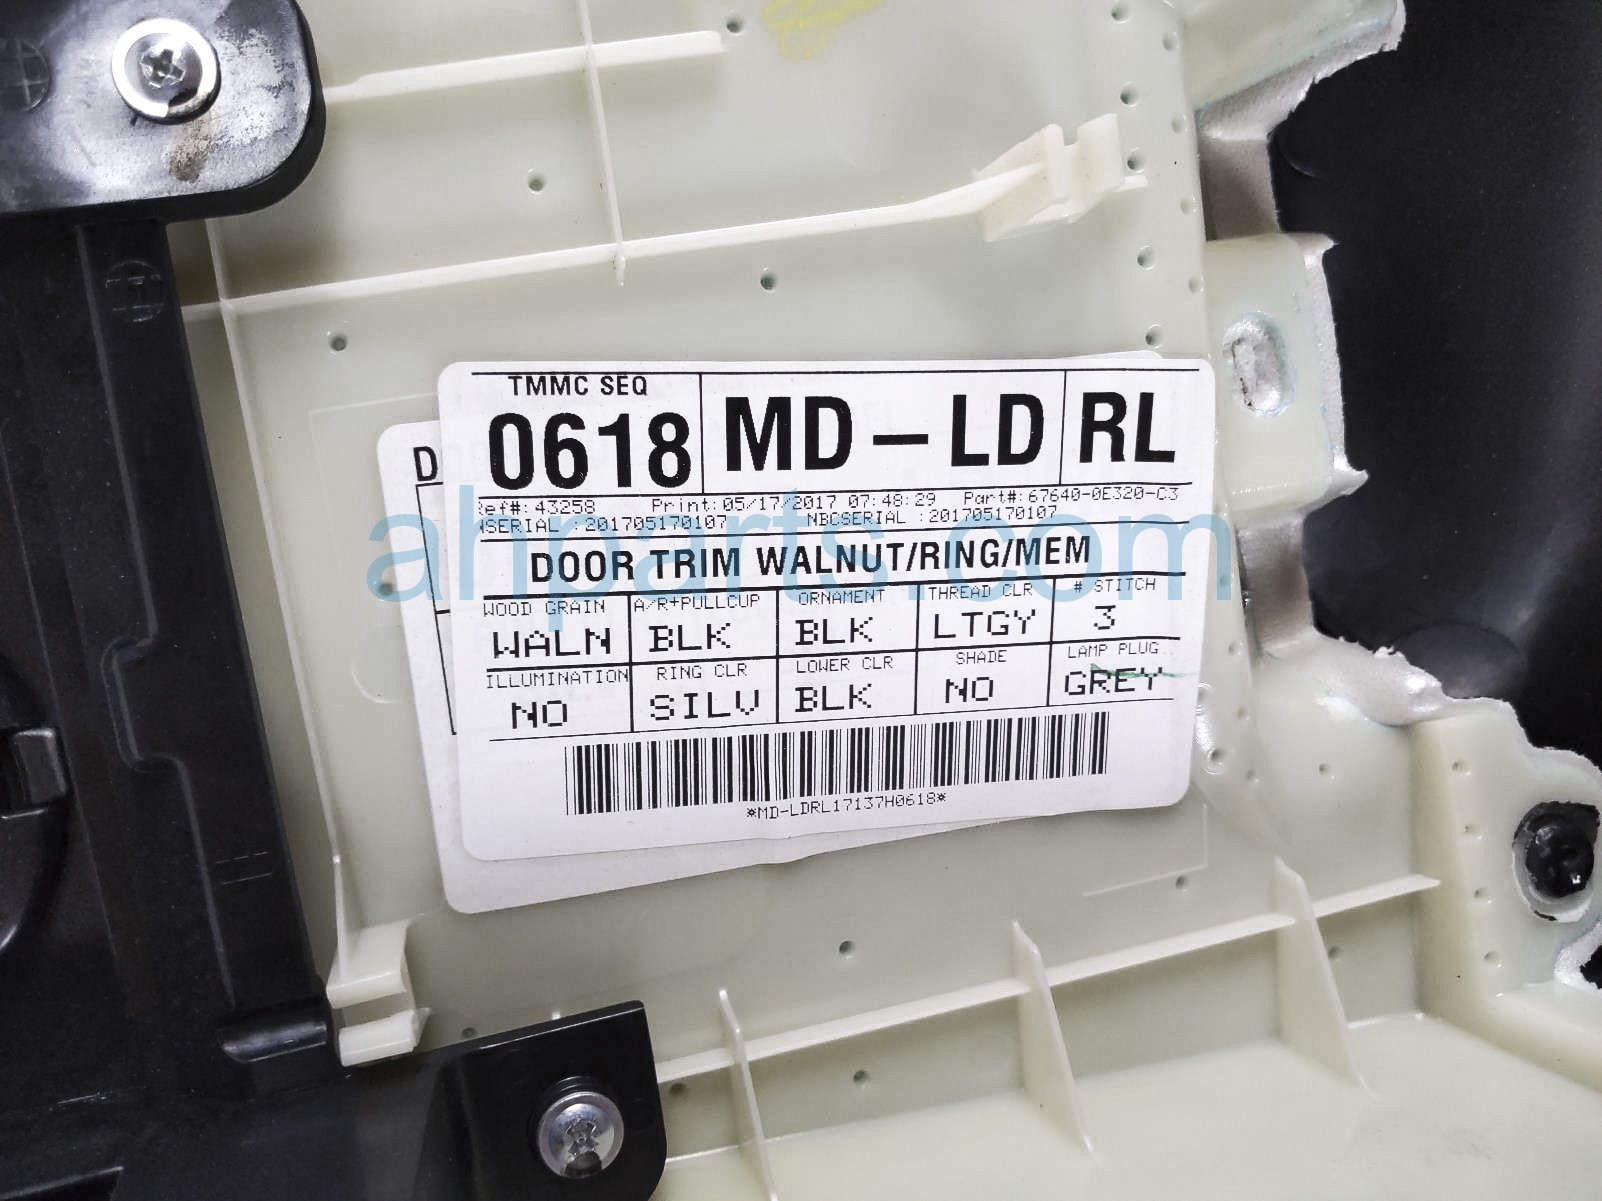 TMMC SEQ
0618 MD-LD RL
Ref#: 43258 Print: 05/17/2017 07:48:29 Part#: 67640-0E320-C3
NSERIAL :201705170107 NBCSERIAL :201705170107
DOOR TRIM WALNUT/RING/MEM
WOOD GRAIN A/R+PULLCUP ORNAMENT THREAD CLR # STITCH
WALN BLK BLK LTGY 3
ILLUMINATION RING CLR LOWER CLR SHADE LAMP PLUG
NO SILV BLK NO GREY
*MD-LDRL17137H0618*
ahparts.com